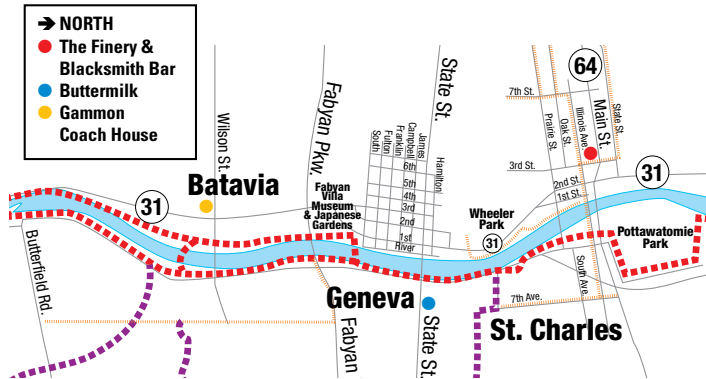 ➔ NORTH
The Finery &
Blacksmith Bar
Buttermilk
Gammon
Coach House
Wilson St.
Fabyan Pkw.
State St.
64
7th St.
Prairie St.
Oak St.
Illinois Ave.
Main St.
State St.
South
Fulton
Franklin
Campbell
James
Hamilton
6th
5th
4th
3rd
2nd
1st
River
3rd St.
2nd St.
1st St.
31
31
Batavia
Fabyan
Villa
Museum
& Japanese
Gardens
Wheeler
Park
31
Pottawatomie
Park
Butterfield Rd.
Geneva
State St.
Fabyan
7th Ave.
South Ave.
St. Charles